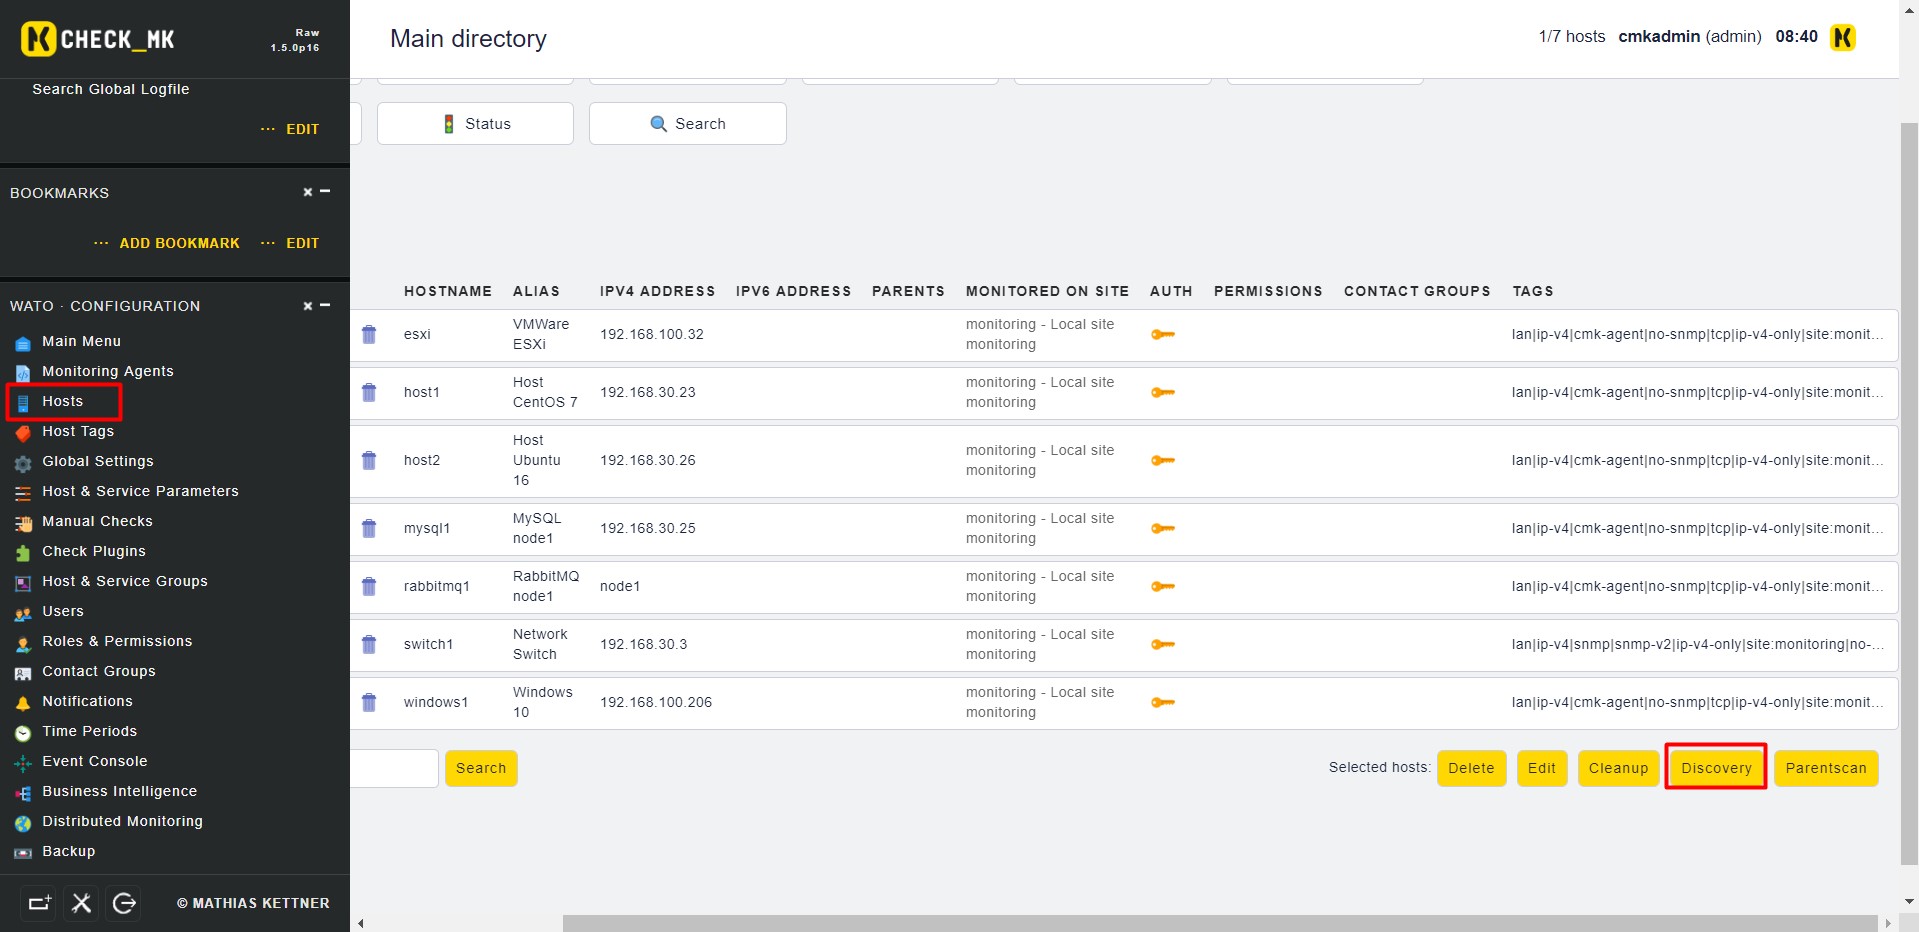 CHECK_MK
Raw
1.5.0p16
Search Global Logfile
··· EDIT
BOOKMARKS
··· ADD BOOKMARK ··· EDIT
WATO · CONFIGURATION
Main Menu
Monitoring Agents
Hosts
Host Tags
Global Settings
Host & Service Parameters
Manual Checks
Check Plugins
Host & Service Groups
Users
Roles & Permissions
Contact Groups
Notifications
Time Periods
Event Console
Business Intelligence
Distributed Monitoring
Backup
© MATHIAS KETTNER
Main directory
1/7 hosts cmkadmin (admin) 08:40
Status
Search
HOSTNAME ALIAS IPV4 ADDRESS IPV6 ADDRESS PARENTS MONITORED ON SITE AUTH PERMISSIONS CONTACT GROUPS TAGS
esxi
VMWare
ESXi
192.168.100.32
monitoring - Local site
monitoring
lan|ip-v4|cmk-agent|no-snmp|tcp|ip-v4-only|site:monit...
host1
Host
CentOS 7
192.168.30.23
monitoring - Local site
monitoring
lan|ip-v4|cmk-agent|no-snmp|tcp|ip-v4-only|site:monit...
host2
Host
Ubuntu
16
192.168.30.26
monitoring - Local site
monitoring
lan|ip-v4|cmk-agent|no-snmp|tcp|ip-v4-only|site:monit...
mysql1
MySQL
node1
192.168.30.25
monitoring - Local site
monitoring
lan|ip-v4|cmk-agent|no-snmp|tcp|ip-v4-only|site:monit...
rabbitmq1
RabbitMQ
node1
node1
monitoring - Local site
monitoring
lan|ip-v4|cmk-agent|no-snmp|tcp|ip-v4-only|site:monit...
switch1
Network
Switch
192.168.30.3
monitoring - Local site
monitoring
lan|ip-v4|snmp|snmp-v2|ip-v4-only|site:monitoring|no-...
windows1
Windows
10
192.168.100.206
monitoring - Local site
monitoring
lan|ip-v4|cmk-agent|no-snmp|tcp|ip-v4-only|site:monit...
Search
Selected hosts: Delete Edit Cleanup Discovery Parentscan